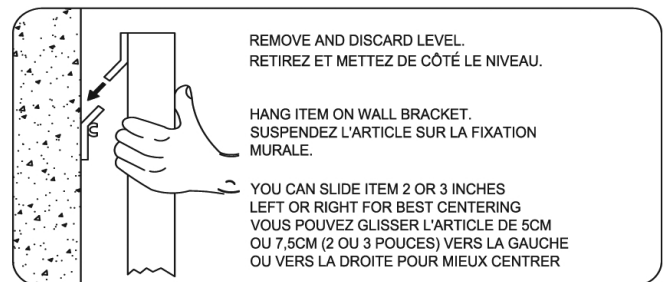 REMOVE AND DISCARD LEVEL.
RETIREZ ET METTEZ DE CÔTÉ LE NIVEAU.
HANG ITEM ON WALL BRACKET.
SUSPENDEZ L'ARTICLE SUR LA FIXATION
MURALE.
YOU CAN SLIDE ITEM 2 OR 3 INCHES
LEFT OR RIGHT FOR BEST CENTERING
VOUS POUVEZ GLISSER L'ARTICLE DE 5CM
OU 7,5CM (2 OU 3 POUCES) VERS LA GAUCHE
OU VERS LA DROITE POUR MIEUX CENTRER